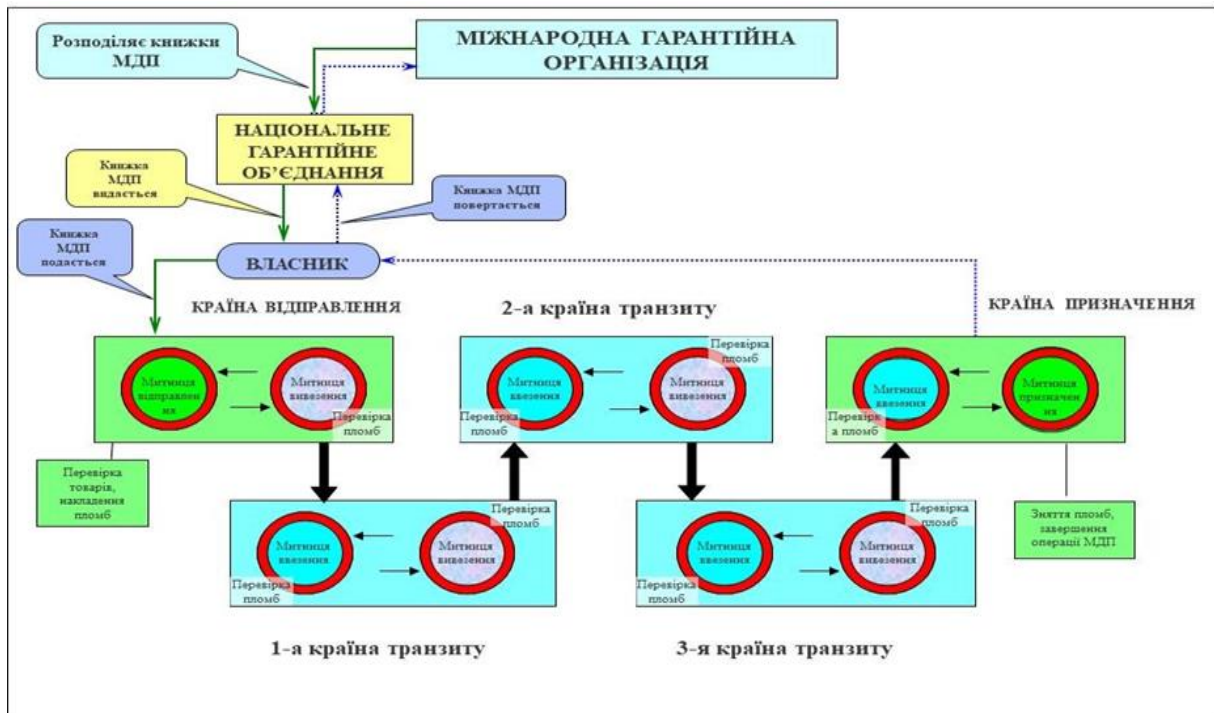 Розподіляє книжки
МДП
МІЖНАРОДНА ГАРАНТІЙНА
ОРГАНІЗАЦІЯ
НАЦІОНАЛЬНЕ
ГАРАНТІЙНЕ
ОБ’ЄДНАННЯ
Книжка
МДП
видається
Книжка МДП
повертається
Книжка
МДП
подається
ВЛАСНИК
КРАЇНА ВІДПРАВЛЕННЯ
2-а країна транзиту
КРАЇНА ПРИЗНАЧЕННЯ
Митниця
відправлен
ня
Митниця
вивезення
Перевірка
пломб
Митниця
ввезення
Перевірка
пломб
Перевірка
пломб
Митниця
вивезення
Митниця
ввезення
Перевірк
а пломб
Митниця
призначен
ня
Перевірка
товарів,
накладення
пломб
Митниця
ввезення
Перевірка
пломб
Перевірка
пломб
Митниця
вивезення
Митниця
ввезення
Перевірка
пломб
Перевірка
пломб
Митниця
вивезення
Зняття пломб,
завершення
операції МДП
1-а країна транзиту
3-я країна транзиту